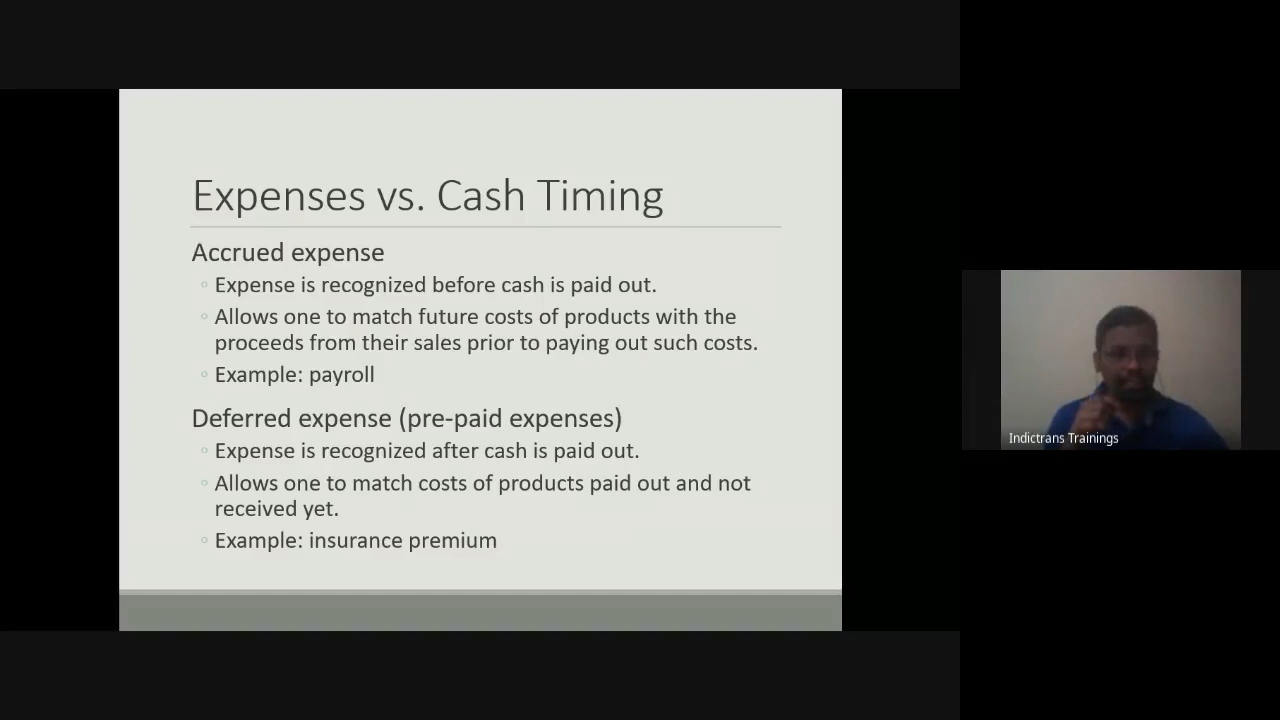 Expenses vs. Cash Timing
Accrued expense
◦ Expense is recognized before cash is paid out.
◦ Allows one to match future costs of products with the
proceeds from their sales prior to paying out such costs.
◦ Example: payroll
Deferred expense (pre-paid expenses)
◦ Expense is recognized after cash is paid out.
◦ Allows one to match costs of products paid out and not
received yet.
◦ Example: insurance premium
Indictrans Trainings